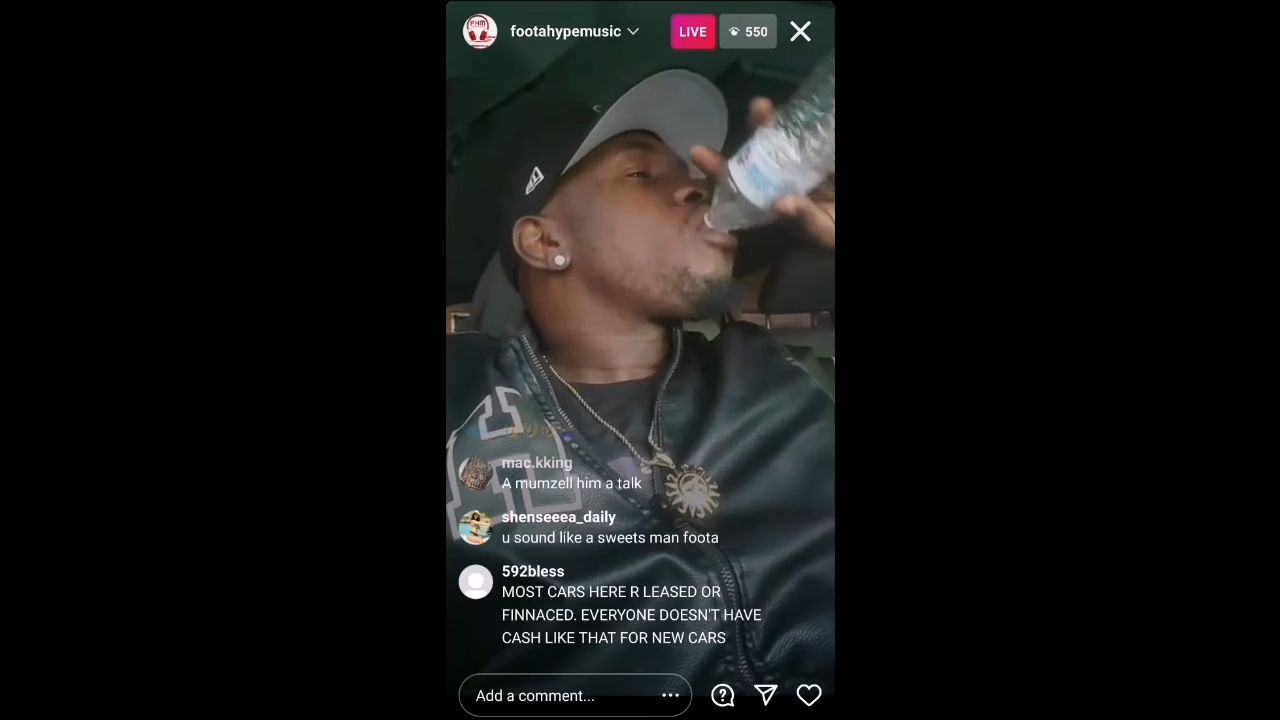 FHM
footahypemusic
LIVE
550
mac.kking
A mumzell him a talk
shenseeea_daily
u sound like a sweets man foota
592bless
MOST CARS HERE R LEASED OR
FINNACED. EVERYONE DOESN'T HAVE
CASH LIKE THAT FOR NEW CARS
Add a comment...